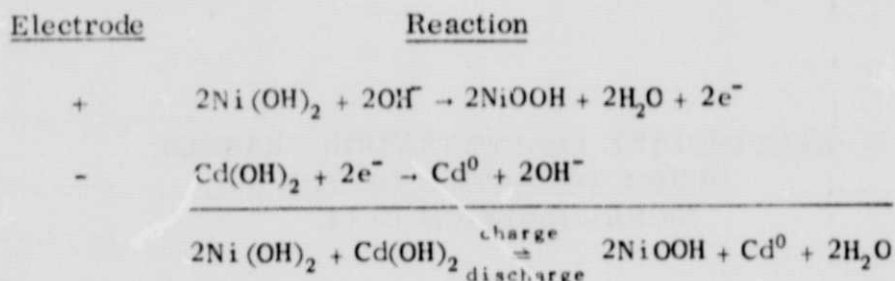 Electrode Reaction
+ 2Ni(OH)₂ + 2OH⁻ → 2NiOOH + 2H₂O + 2e⁻
- Cd(OH)₂ + 2e⁻ → Cd⁰ + 2OH⁻
2Ni(OH)₂ + Cd(OH)₂ charge ⇌ discharge 2NiOOH + Cd⁰ + 2H₂O